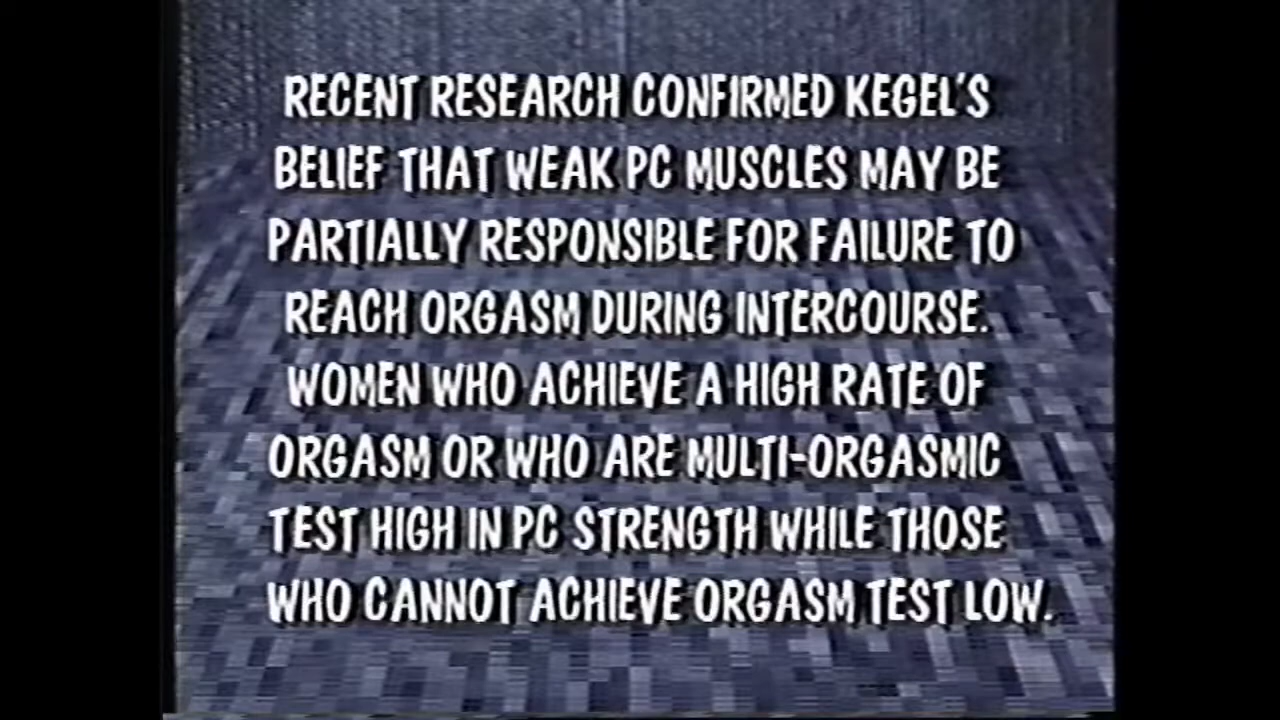 RECENT RESEARCH CONFIRMED KEGEL'S
BELIEF THAT WEAK PC MUSCLES MAY BE
PARTIALLY RESPONSIBLE FOR FAILURE TO
REACH ORGASM DURING INTERCOURSE.
WOMEN WHO ACHIEVE A HIGH RATE OF
ORGASM OR WHO ARE MULTI-ORGASMIC
TEST HIGH IN PC STRENGTH WHILE THOSE
WHO CANNOT ACHIEVE ORGASM TEST LOW.